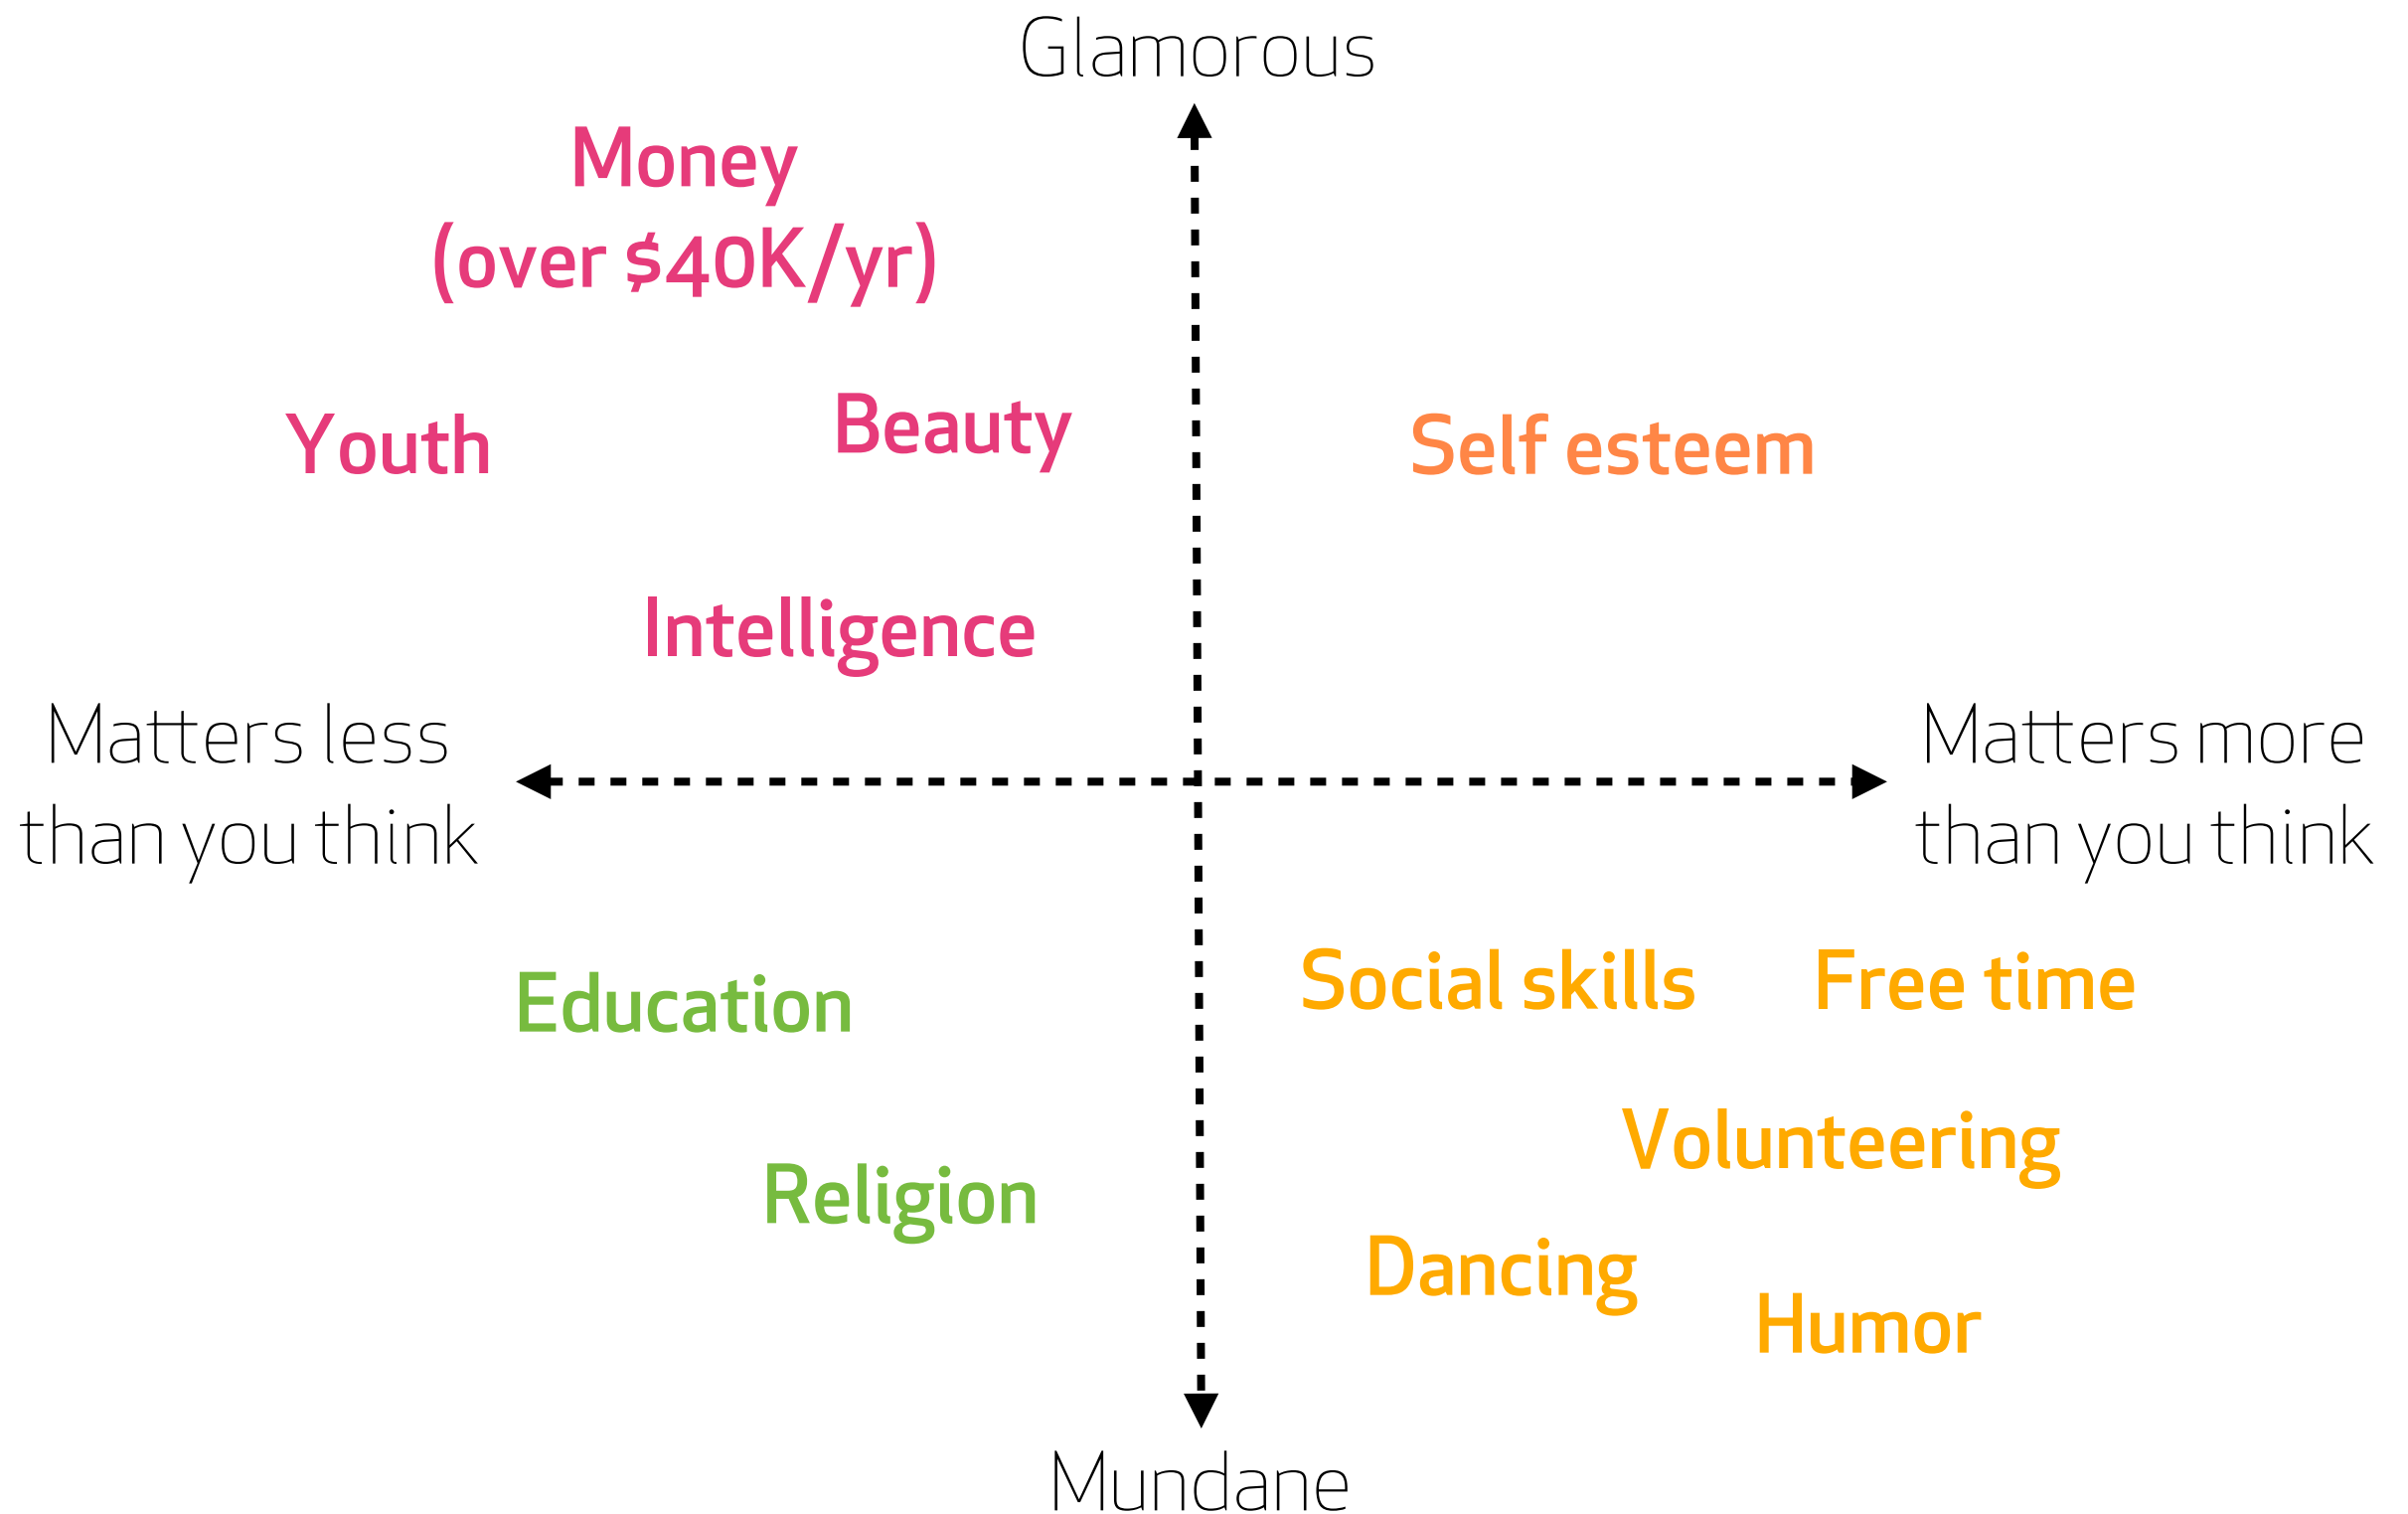 Glamorous
Money
(over $40K/yr)
Youth
Beauty
Self esteem
Intelligence
Matters less
than you think
Matters more
than you think
Education
Social skills
Free time
Religion
Volunteering
Dancing
Humor
Mundane